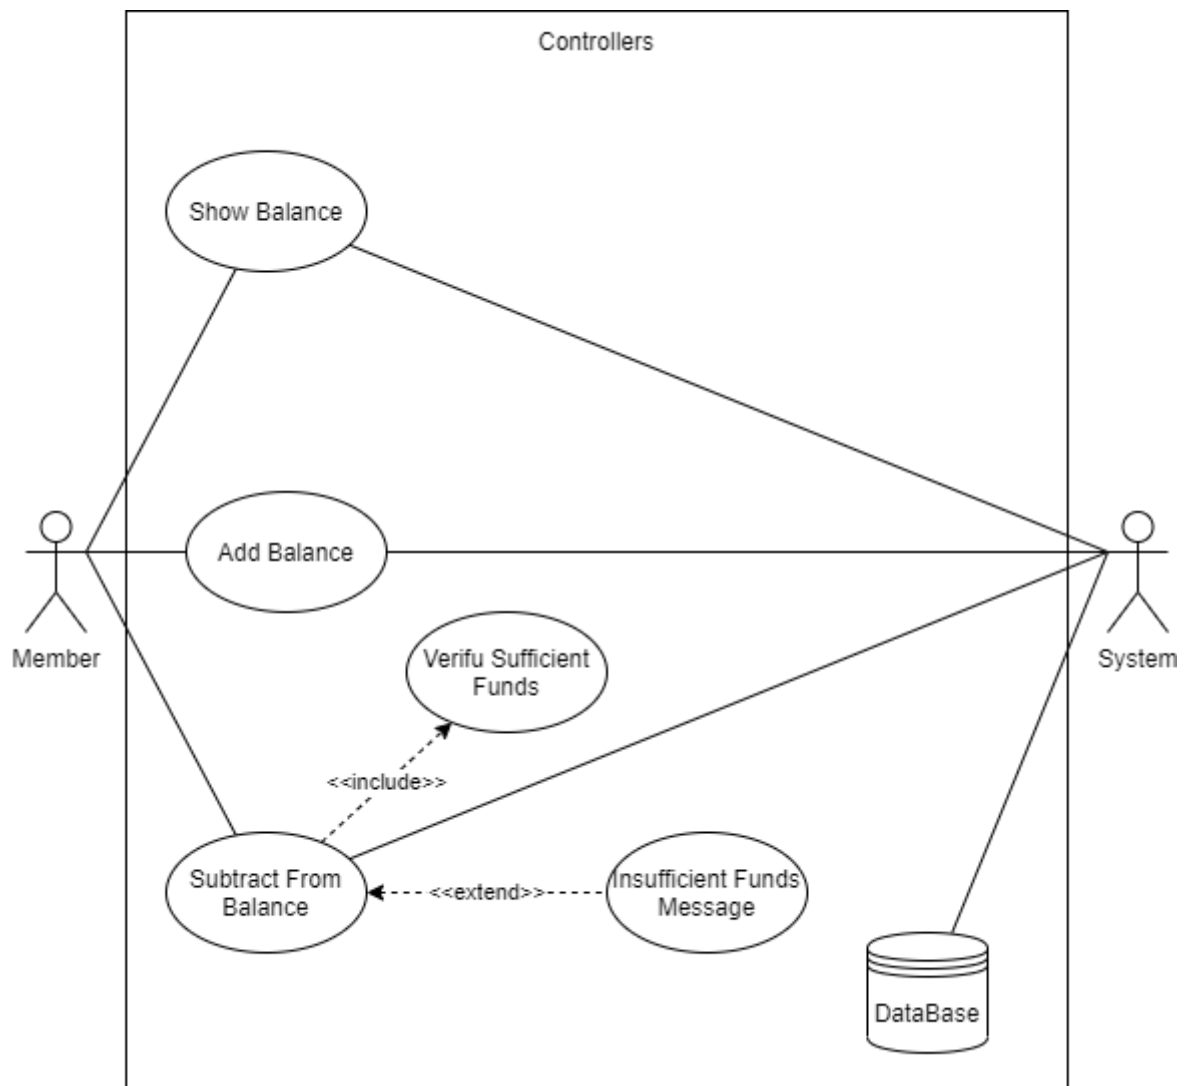 Controllers
Show Balance
Add Balance
Member
System
Verifu Sufficient
Funds
<<include>>
Subtract From
Balance
<<extend>>
Insufficient Funds
Message
DataBase